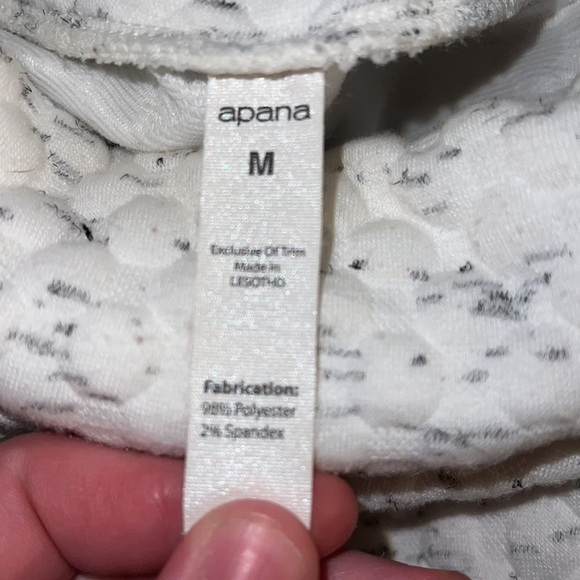 apana
M
Exclusive Of Trim
Made in
LESOTHO
Fabrication:
98% Polyester
2% Spandex